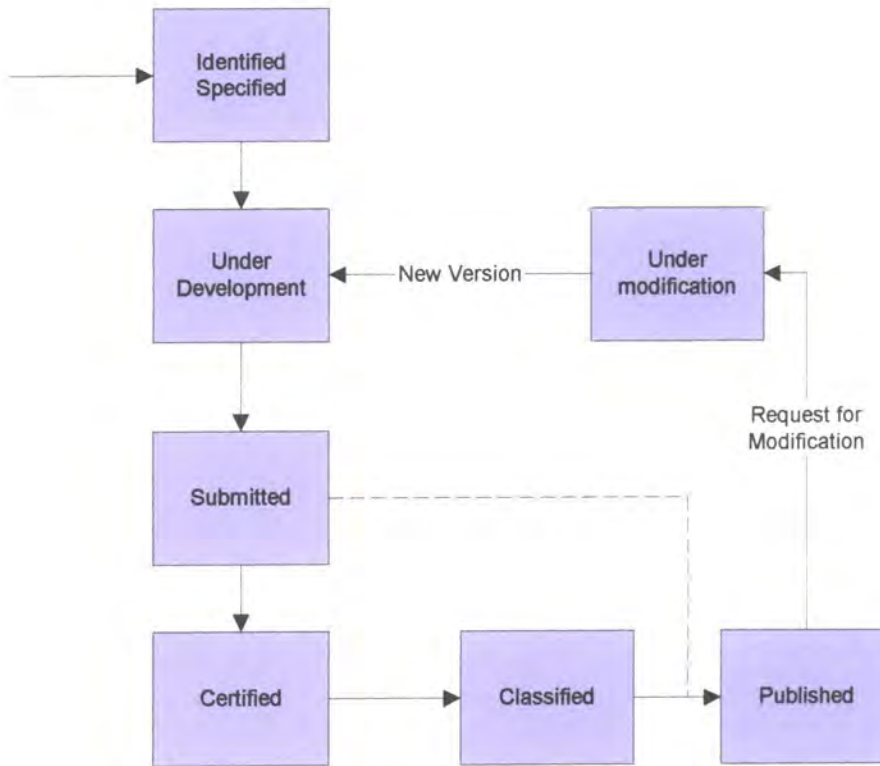 Identified
Specified
Under
Development
New Version
Under
modification
Request for
Modification
Submitted
Certified
Classified
Published